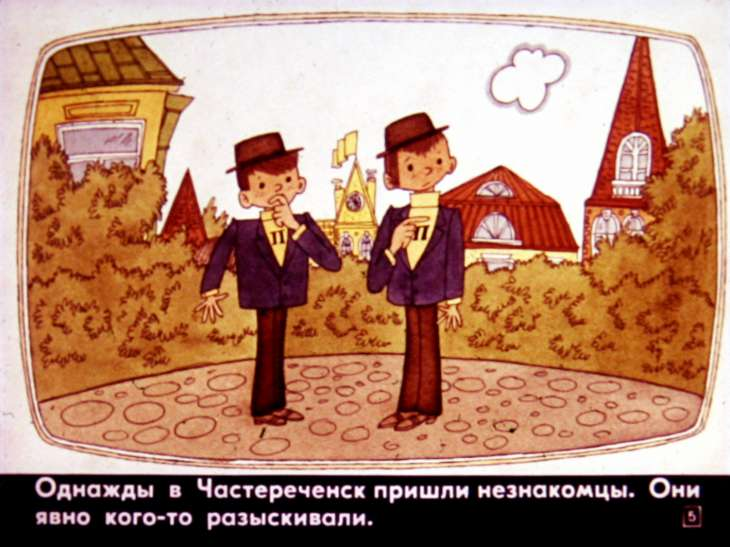 П П
Однажды в Частереченск пришли незнакомцы. Они
явно кого-то разыскивали.
5